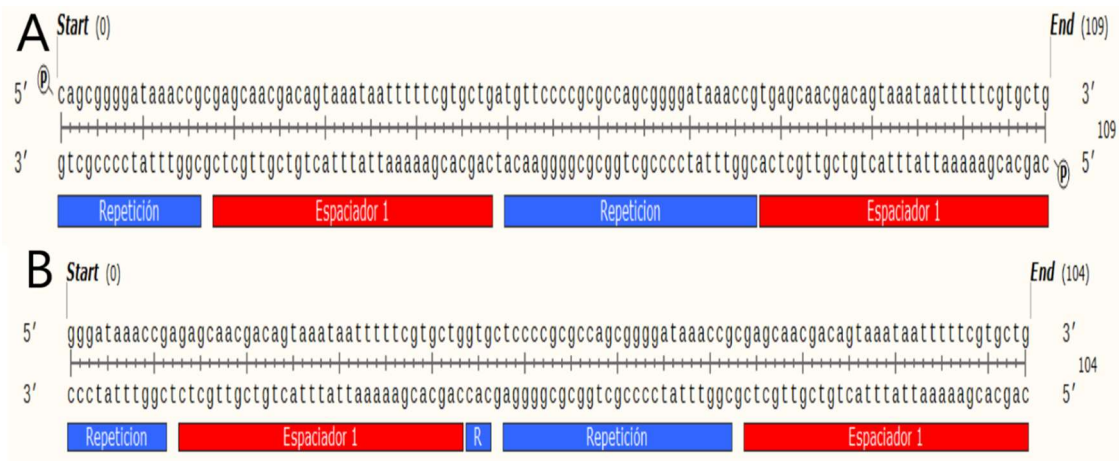 A Start (0) End (109)
5' P cagcggggataaaccgcgagcaacgacagtaaataatttttcgtgctgatgttccccgcgccagcggggataaaccgtgagcaacgacagtaaataatttttcgtgctg 3'
109
3' gtcgcccctatttggcgctcgttgctgtcatttattaaaaagcacgactacaaggggcgcggtcgcccctatttggcactcgttgctgtcatttattaaaaagcacgac P 5'
Repetición Espaciador 1 Repeticion Espaciador 1
B Start (0) End (104)
5' gggataaaccgagagcaacgacagtaaataatttttcgtgctggtgctccccgcgccagcggggataaaccgcgagcaacgacagtaaataatttttcgtgctg 3'
104
3' ccctatttggctctcgttgctgtcatttattaaaaagcacgaccacgaggggcgcggtcgcccctatttggcgctcgttgctgtcatttattaaaaagcacgac 5'
Repeticion Espaciador 1 R Repetición Espaciador 1